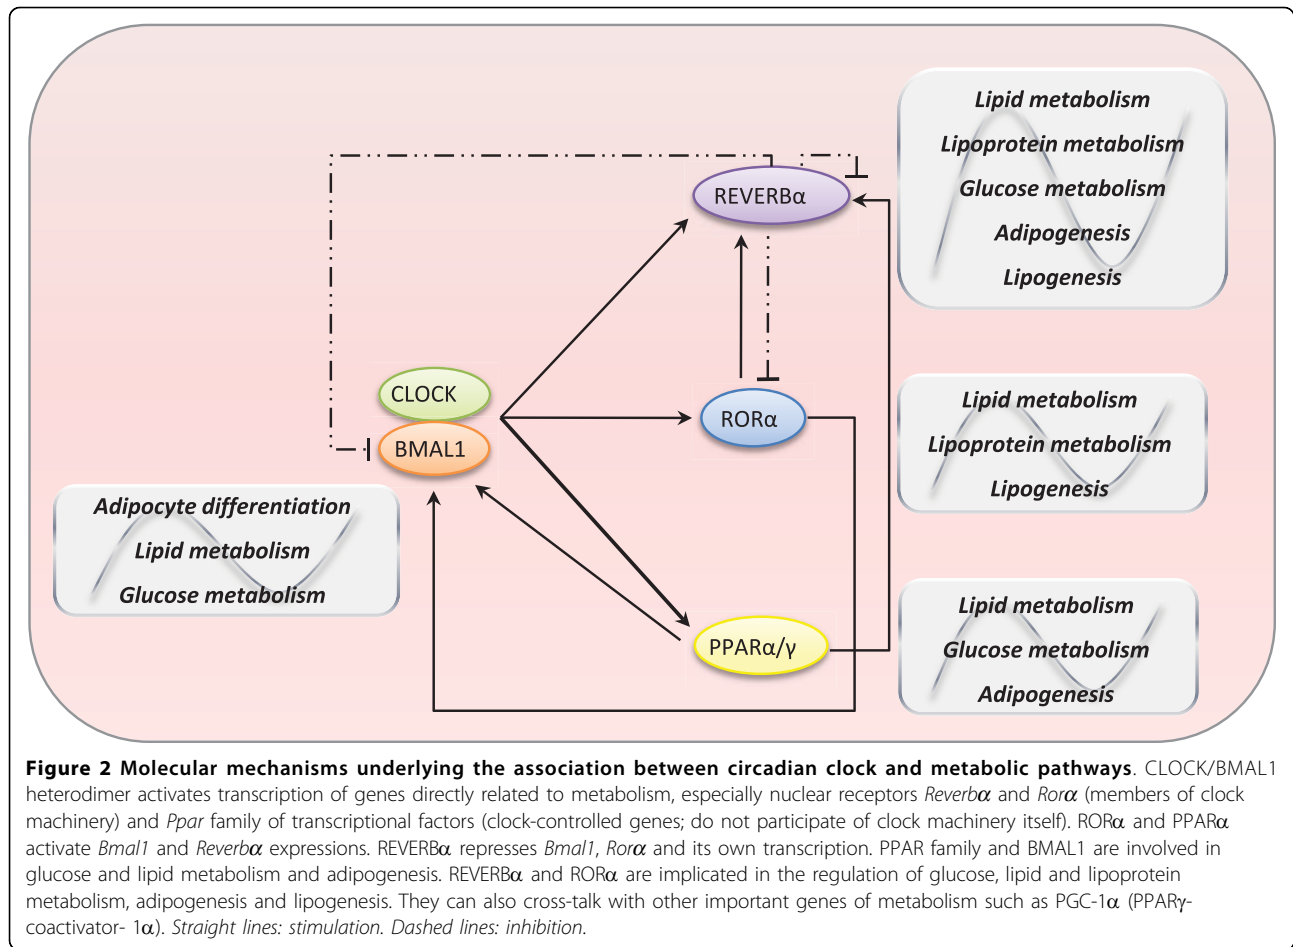 Lipid metabolism
Lipoprotein metabolism
Glucose metabolism
Adipogenesis
Lipogenesis
REVERBα
CLOCK
BMAL1
RORα
Lipid metabolism
Lipoprotein metabolism
Lipogenesis
Adipocyte differentiation
Lipid metabolism
Glucose metabolism
PPARα/γ
Lipid metabolism
Glucose metabolism
Adipogenesis
Figure 2 Molecular mechanisms underlying the association between circadian clock and metabolic pathways. CLOCK/BMAL1
heterodimer activates transcription of genes directly related to metabolism, especially nuclear receptors Reverbα and Rorα (members of clock
machinery) and Ppar family of transcriptional factors (clock-controlled genes; do not participate of clock machinery itself). RORα and PPARα
activate Bmal1 and Reverbα expressions. REVERBα represses Bmal1, Rorα and its own transcription. PPAR family and BMAL1 are involved in
glucose and lipid metabolism and adipogenesis. REVERBα and RORα are implicated in the regulation of glucose, lipid and lipoprotein
metabolism, adipogenesis and lipogenesis. They can also cross-talk with other important genes of metabolism such as PGC-1α (PPARγ-
coactivator- 1α). Straight lines: stimulation. Dashed lines: inhibition.